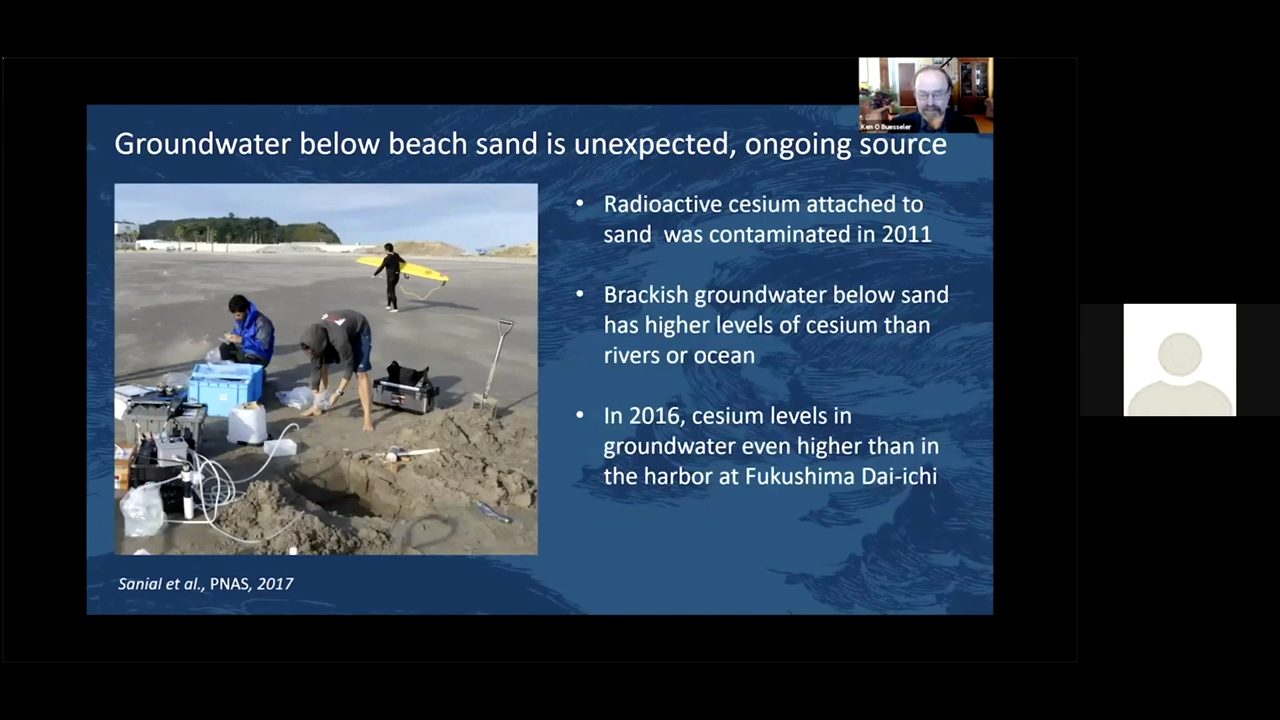 Ken O Buesseler
Groundwater below beach sand is unexpected, ongoing source
• Radioactive cesium attached to
sand  was contaminated in 2011
• Brackish groundwater below sand
has higher levels of cesium than
rivers or ocean
• In 2016, cesium levels in
groundwater even higher than in
the harbor at Fukushima Dai-ichi
Sanial et al., PNAS, 2017